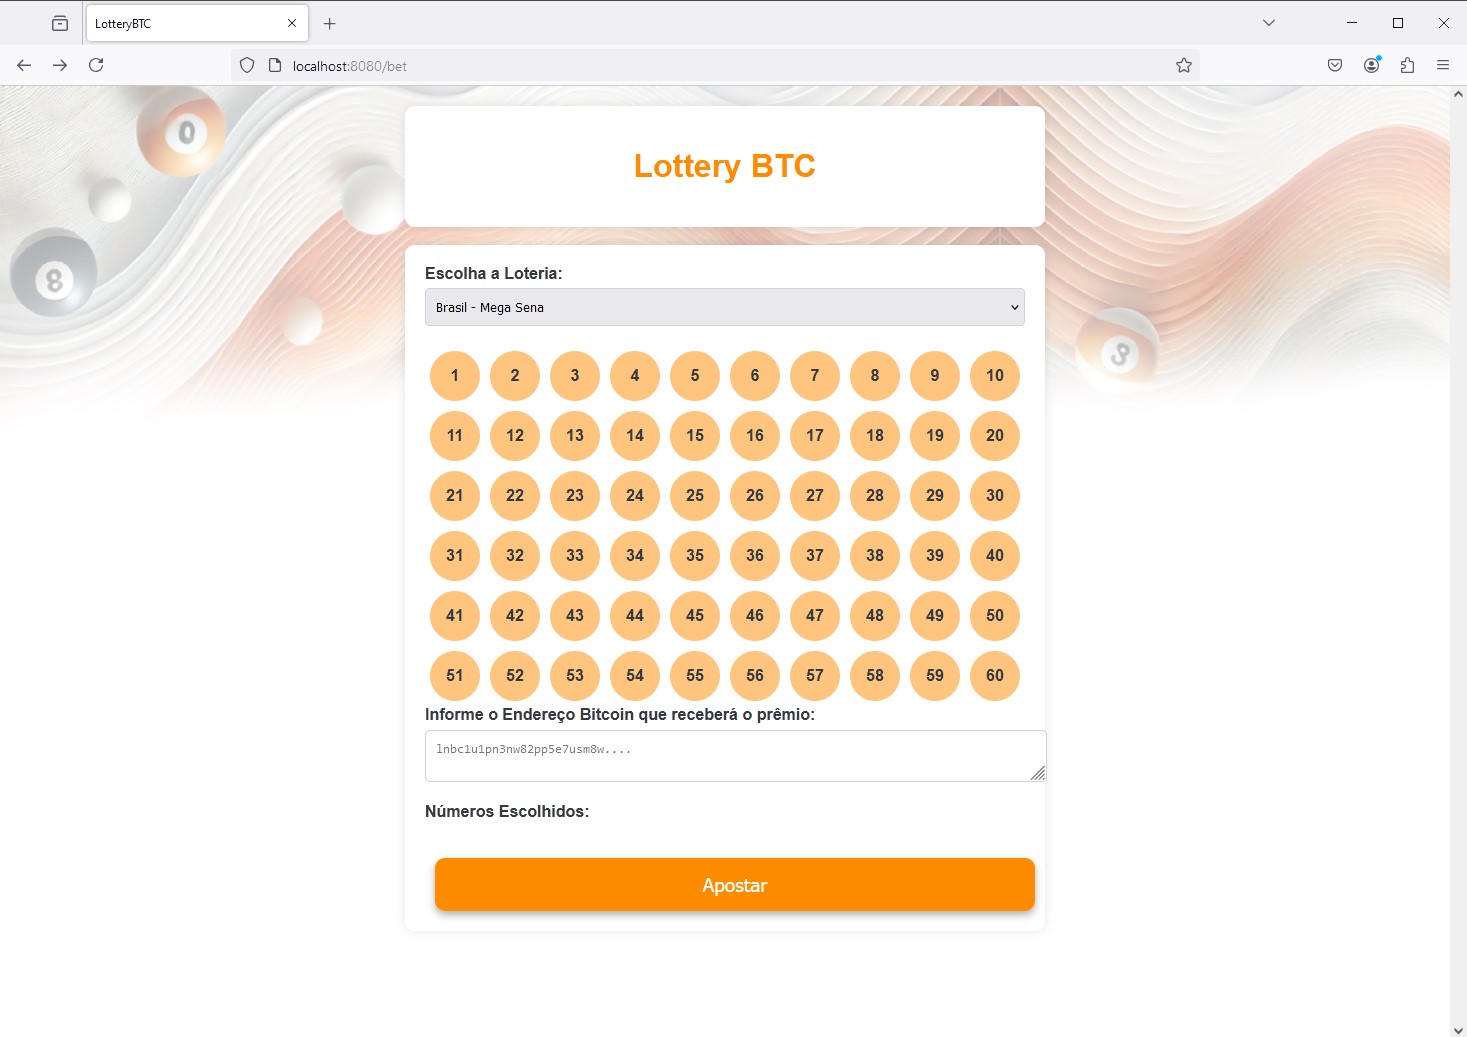 LotteryBTC
localhost:8080/bet
0
8
3
Lottery BTC
Escolha a Loteria:
Brasil - Mega Sena
1 2 3 4 5 6 7 8 9 10
11 12 13 14 15 16 17 18 19 20
21 22 23 24 25 26 27 28 29 30
31 32 33 34 35 36 37 38 39 40
41 42 43 44 45 46 47 48 49 50
51 52 53 54 55 56 57 58 59 60
Informe o Endereço Bitcoin que receberá o prêmio:
lnbc1u1pn3nw82pp5e7usm8w....
Números Escolhidos:
Apostar